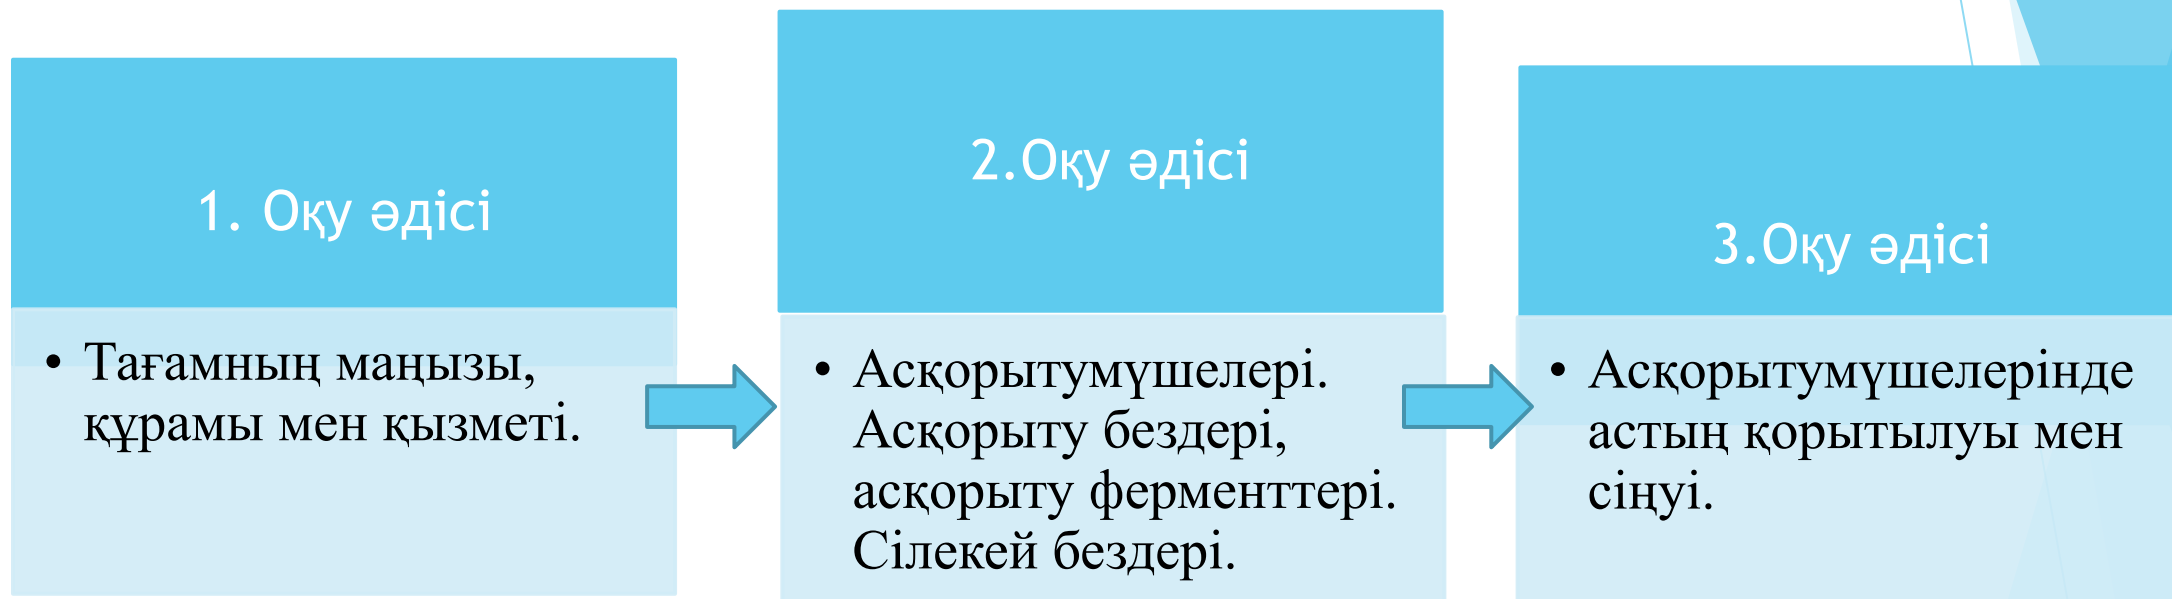 1. Оқу әдісі
• Тағамның маңызы,
құрамы мен қызметі.
2.Оқу әдісі
• Асқорытумүшелері.
Асқорыту бездері,
асқорыту ферменттері.
Сілекей бездері.
3.Оқу әдісі
• Асқорытумүшелерінде
астың қорытылуы мен
сіңуі.